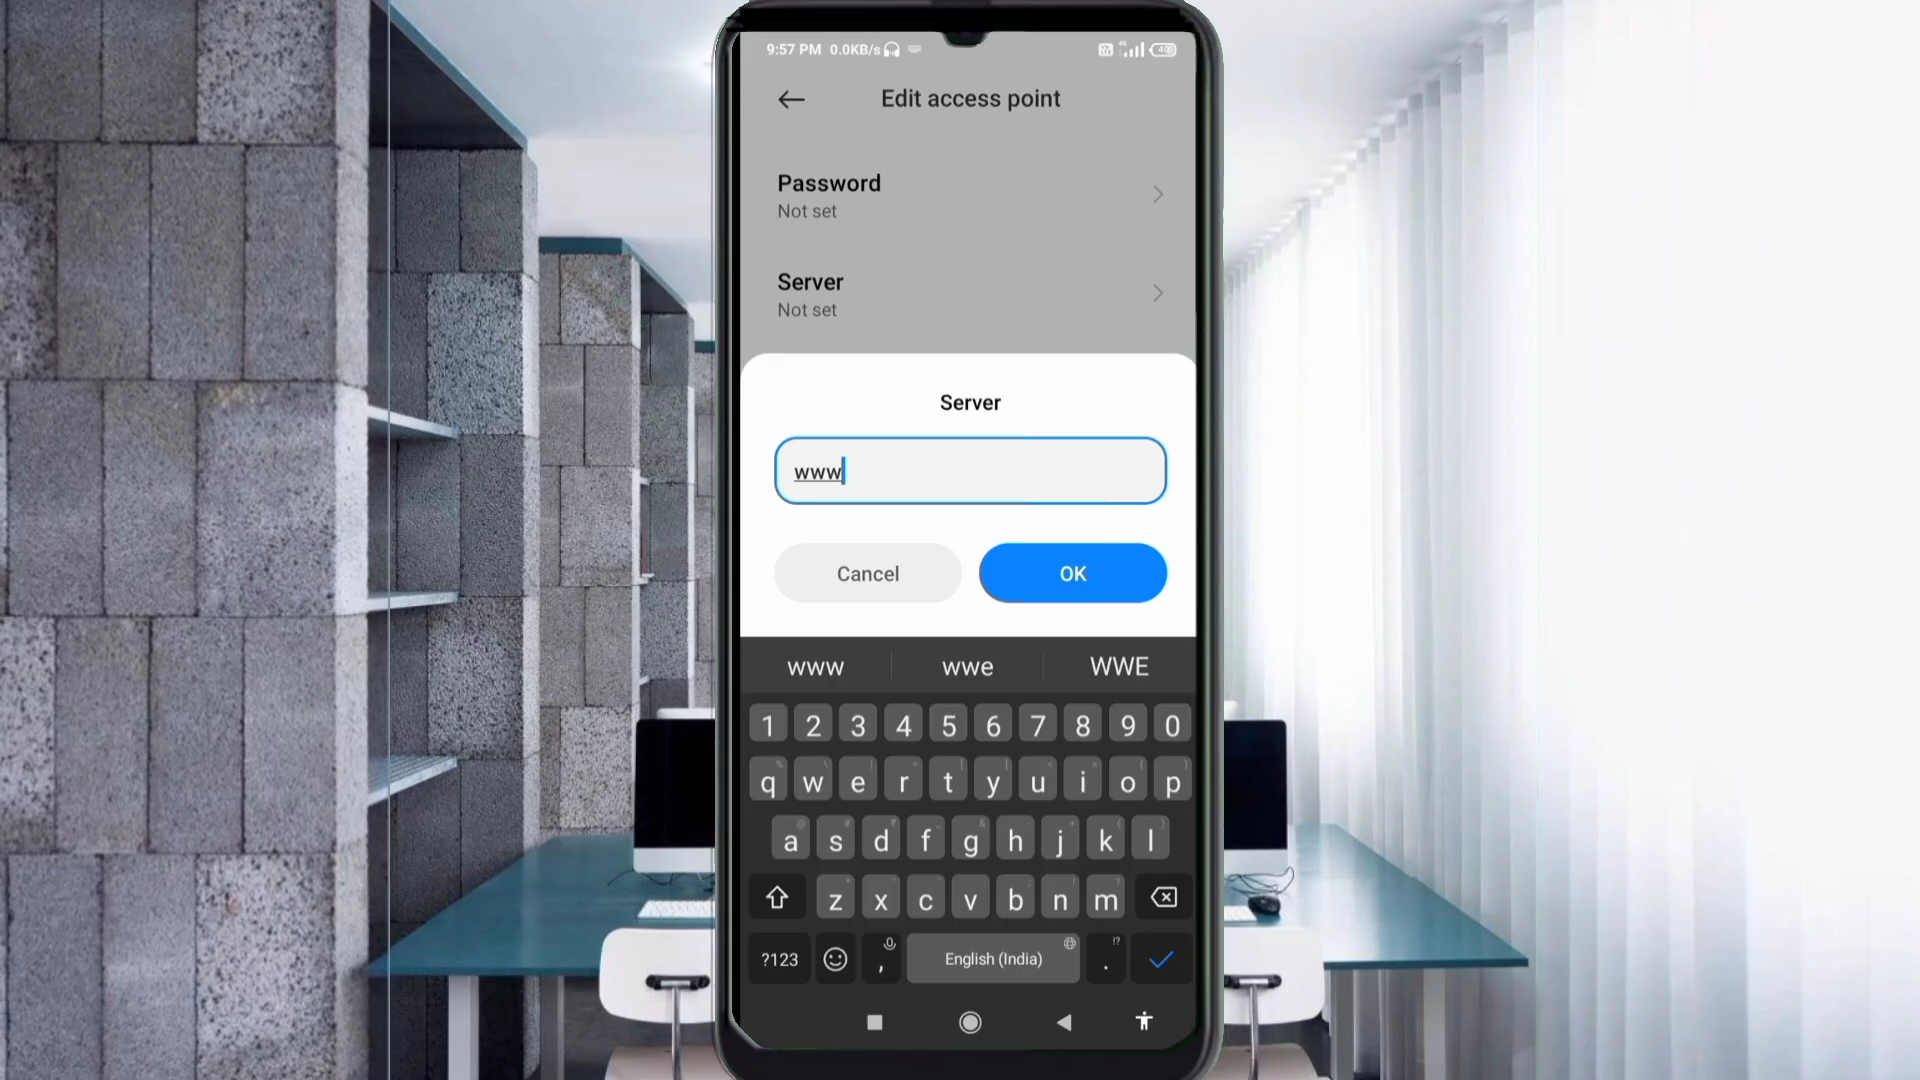 9:57 PM 0.0KB/s
Edit access point
Password
Not set
Server
Not set
Server
www
Cancel
OK
www wwe WWE
1 2 3 4 5 6 7 8 9 0
q w e r t y u i o p
a s d f g h j k l
z x c v b n m
?123 , English (India) . !?